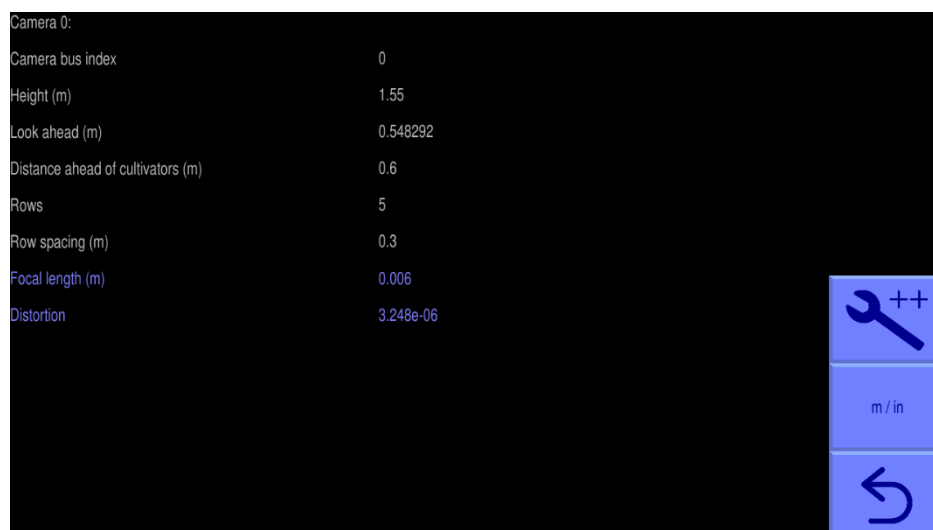 Camera 0:
Camera bus index 0
Height (m) 1.55
Look ahead (m) 0.548292
Distance ahead of cultivators (m) 0.6
Rows 5
Row spacing (m) 0.3
Focal length (m) 0.006
Distortion 3.248e-06
++
m / in